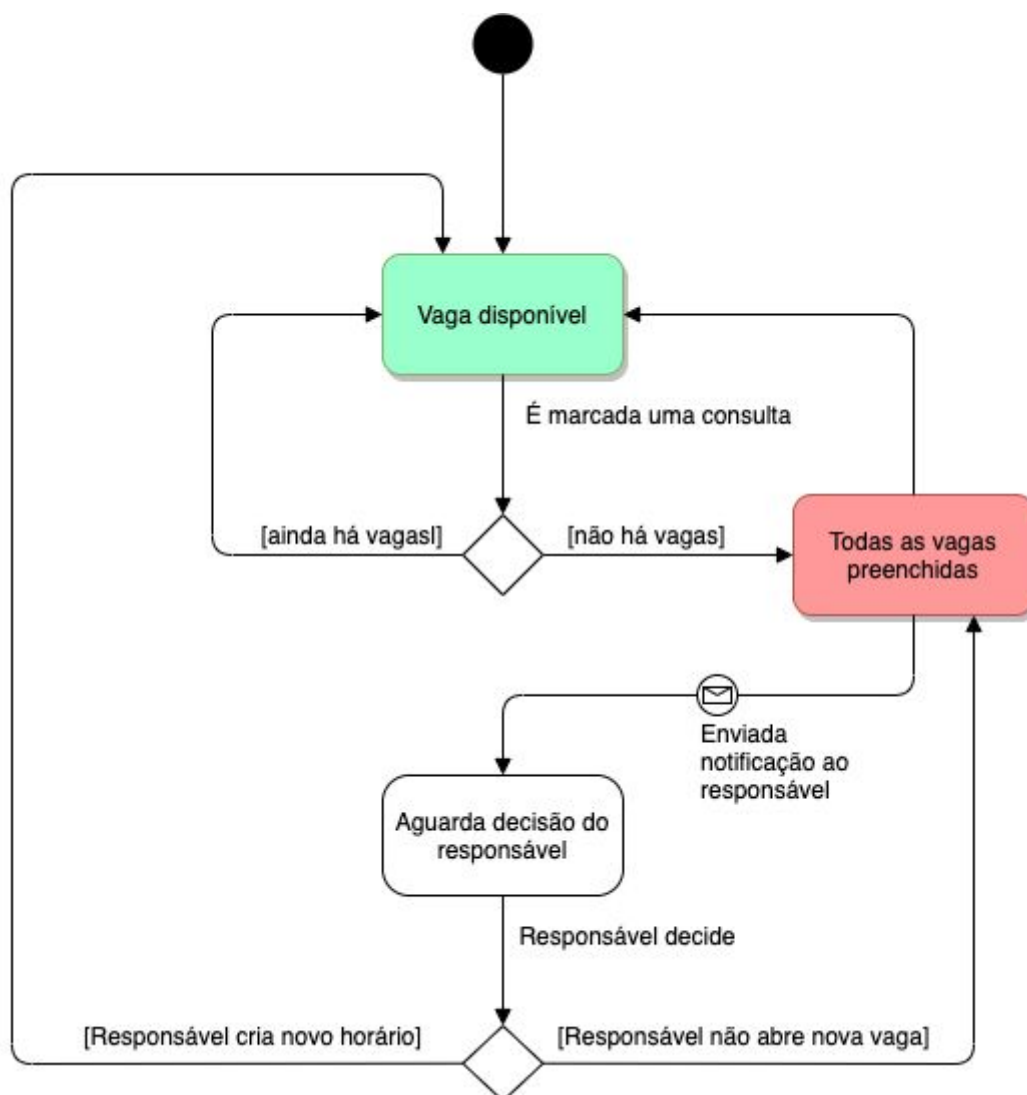 Vaga disponível
É marcada uma consulta
[ainda há vagasl]
[não há vagas]
Todas as vagas
preenchidas
Enviada
notificação ao
responsável
Aguarda decisão do
responsável
Responsável decide
[Responsável cria novo horário]
[Responsável não abre nova vaga]